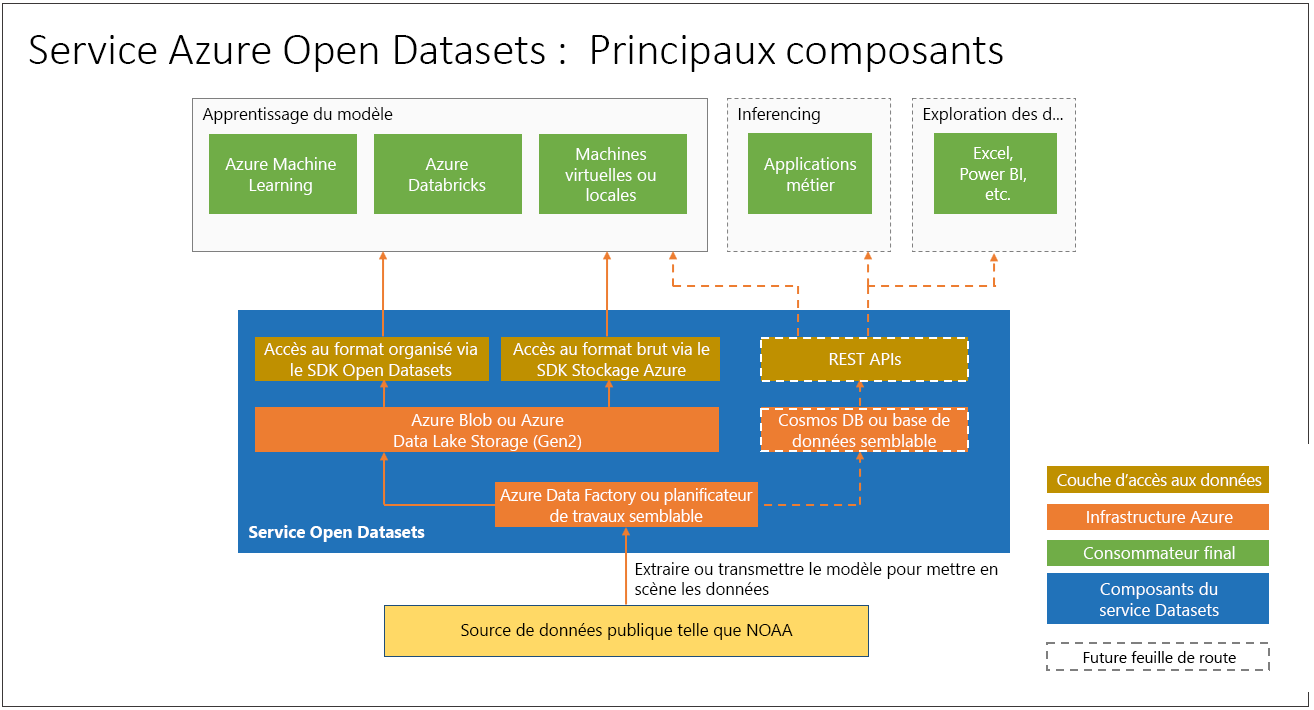 Service Azure Open Datasets :  Principaux composants
Apprentissage du modèle
Azure Machine
Learning
Azure
Databricks
Machines
virtuelles ou
locales
Inferencing
Applications
métier
Exploration des d...
Excel,
Power BI,
etc.
Accès au format organisé via
le SDK Open Datasets
Accès au format brut via le
SDK Stockage Azure
REST APIs
Azure Blob ou Azure
Data Lake Storage (Gen2)
Cosmos DB ou base de
données semblable
Azure Data Factory ou planificateur
de travaux semblable
Service Open Datasets
Extraire ou transmettre le modèle pour mettre en
scène les données
Source de données publique telle que NOAA
Couche d'accès aux données
Infrastructure Azure
Consommateur final
Composants du
service Datasets
Future feuille de route